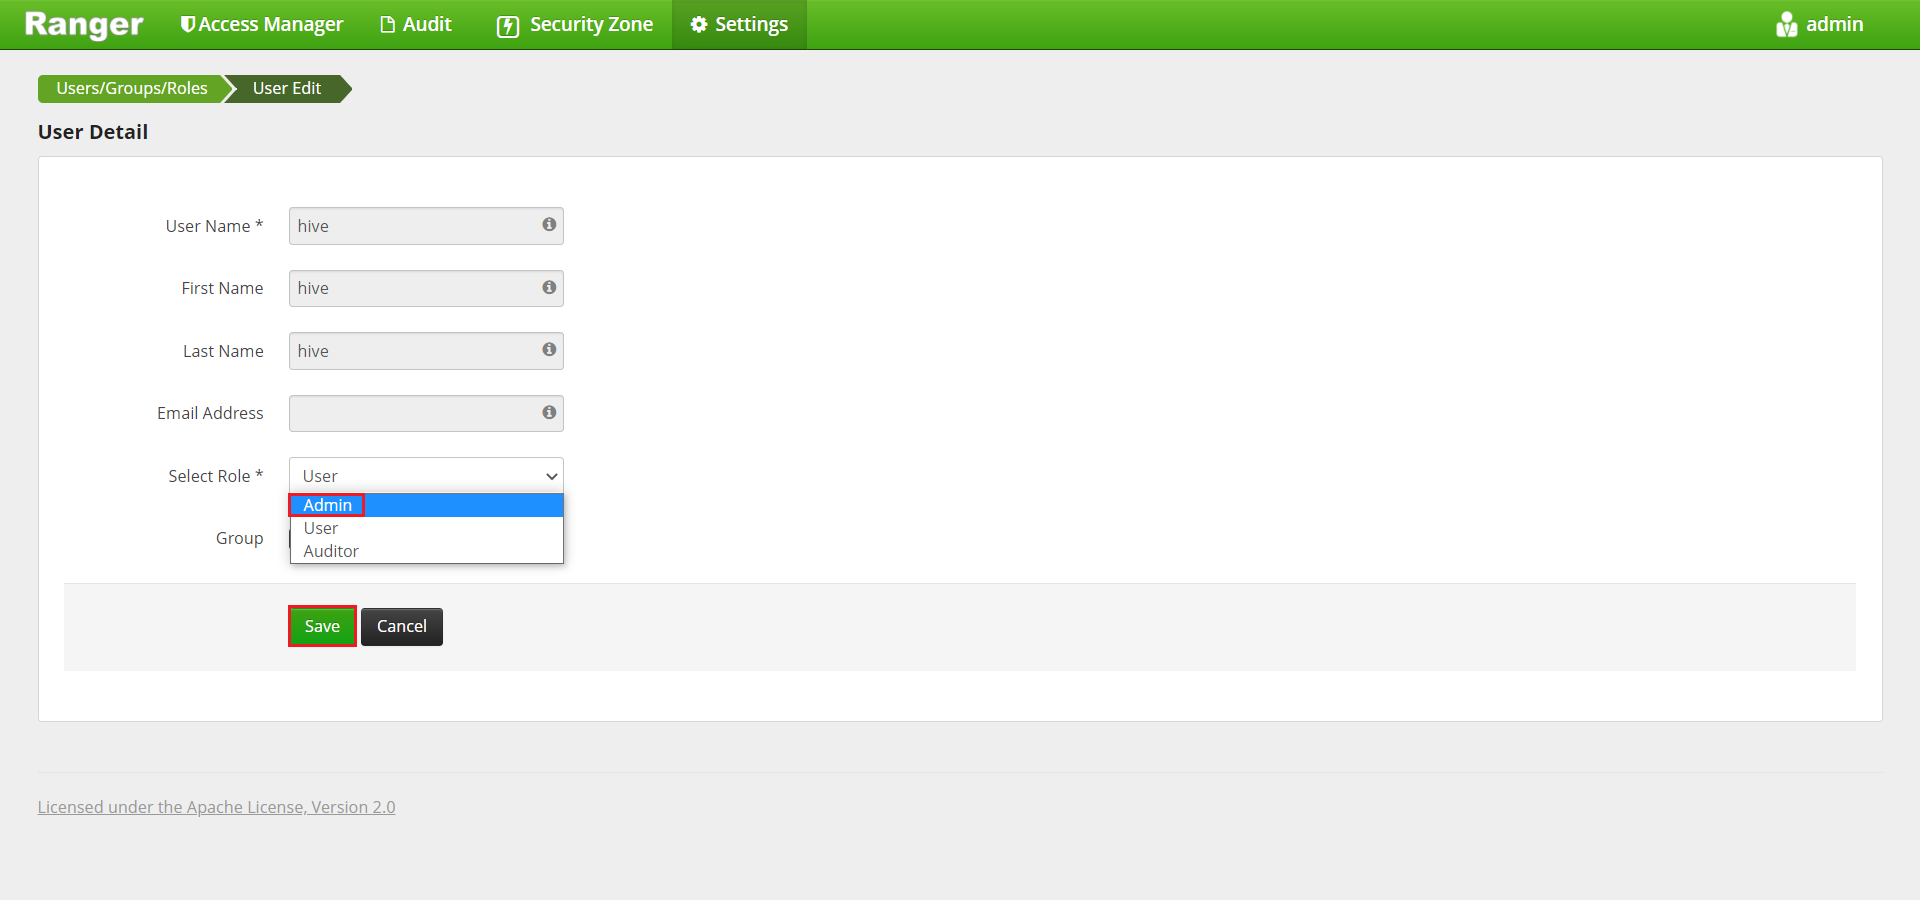 Ranger Access Manager Audit Security Zone Settings admin
Users/Groups/Roles User Edit
User Detail
User Name * hive
First Name hive
Last Name hive
Email Address
Select Role * User
Admin
User
Group
Auditor
Save Cancel
Licensed under the Apache License, Version 2.0